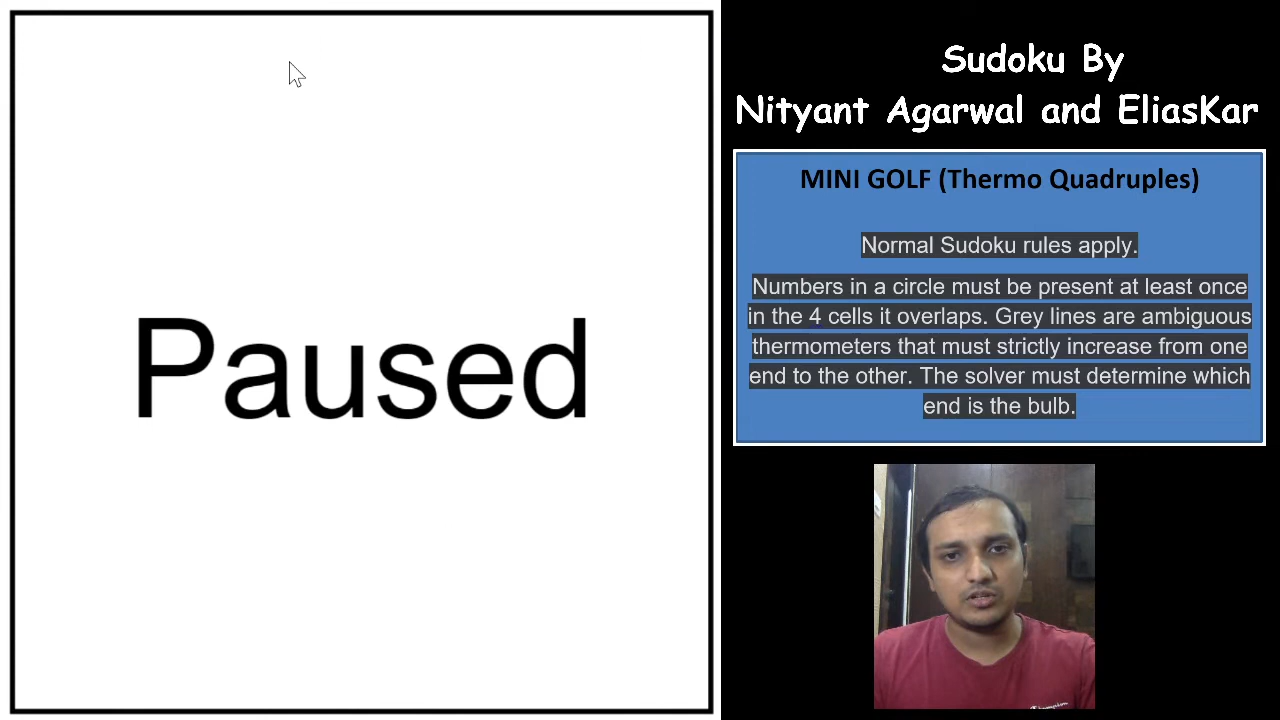 Paused
Sudoku By
Nityant Agarwal and EliasKar
MINI GOLF (Thermo Quadruples)
Normal Sudoku rules apply.
Numbers in a circle must be present at least once
in the 4 cells it overlaps. Grey lines are ambiguous
thermometers that must strictly increase from one
end to the other. The solver must determine which
end is the bulb.
Champion